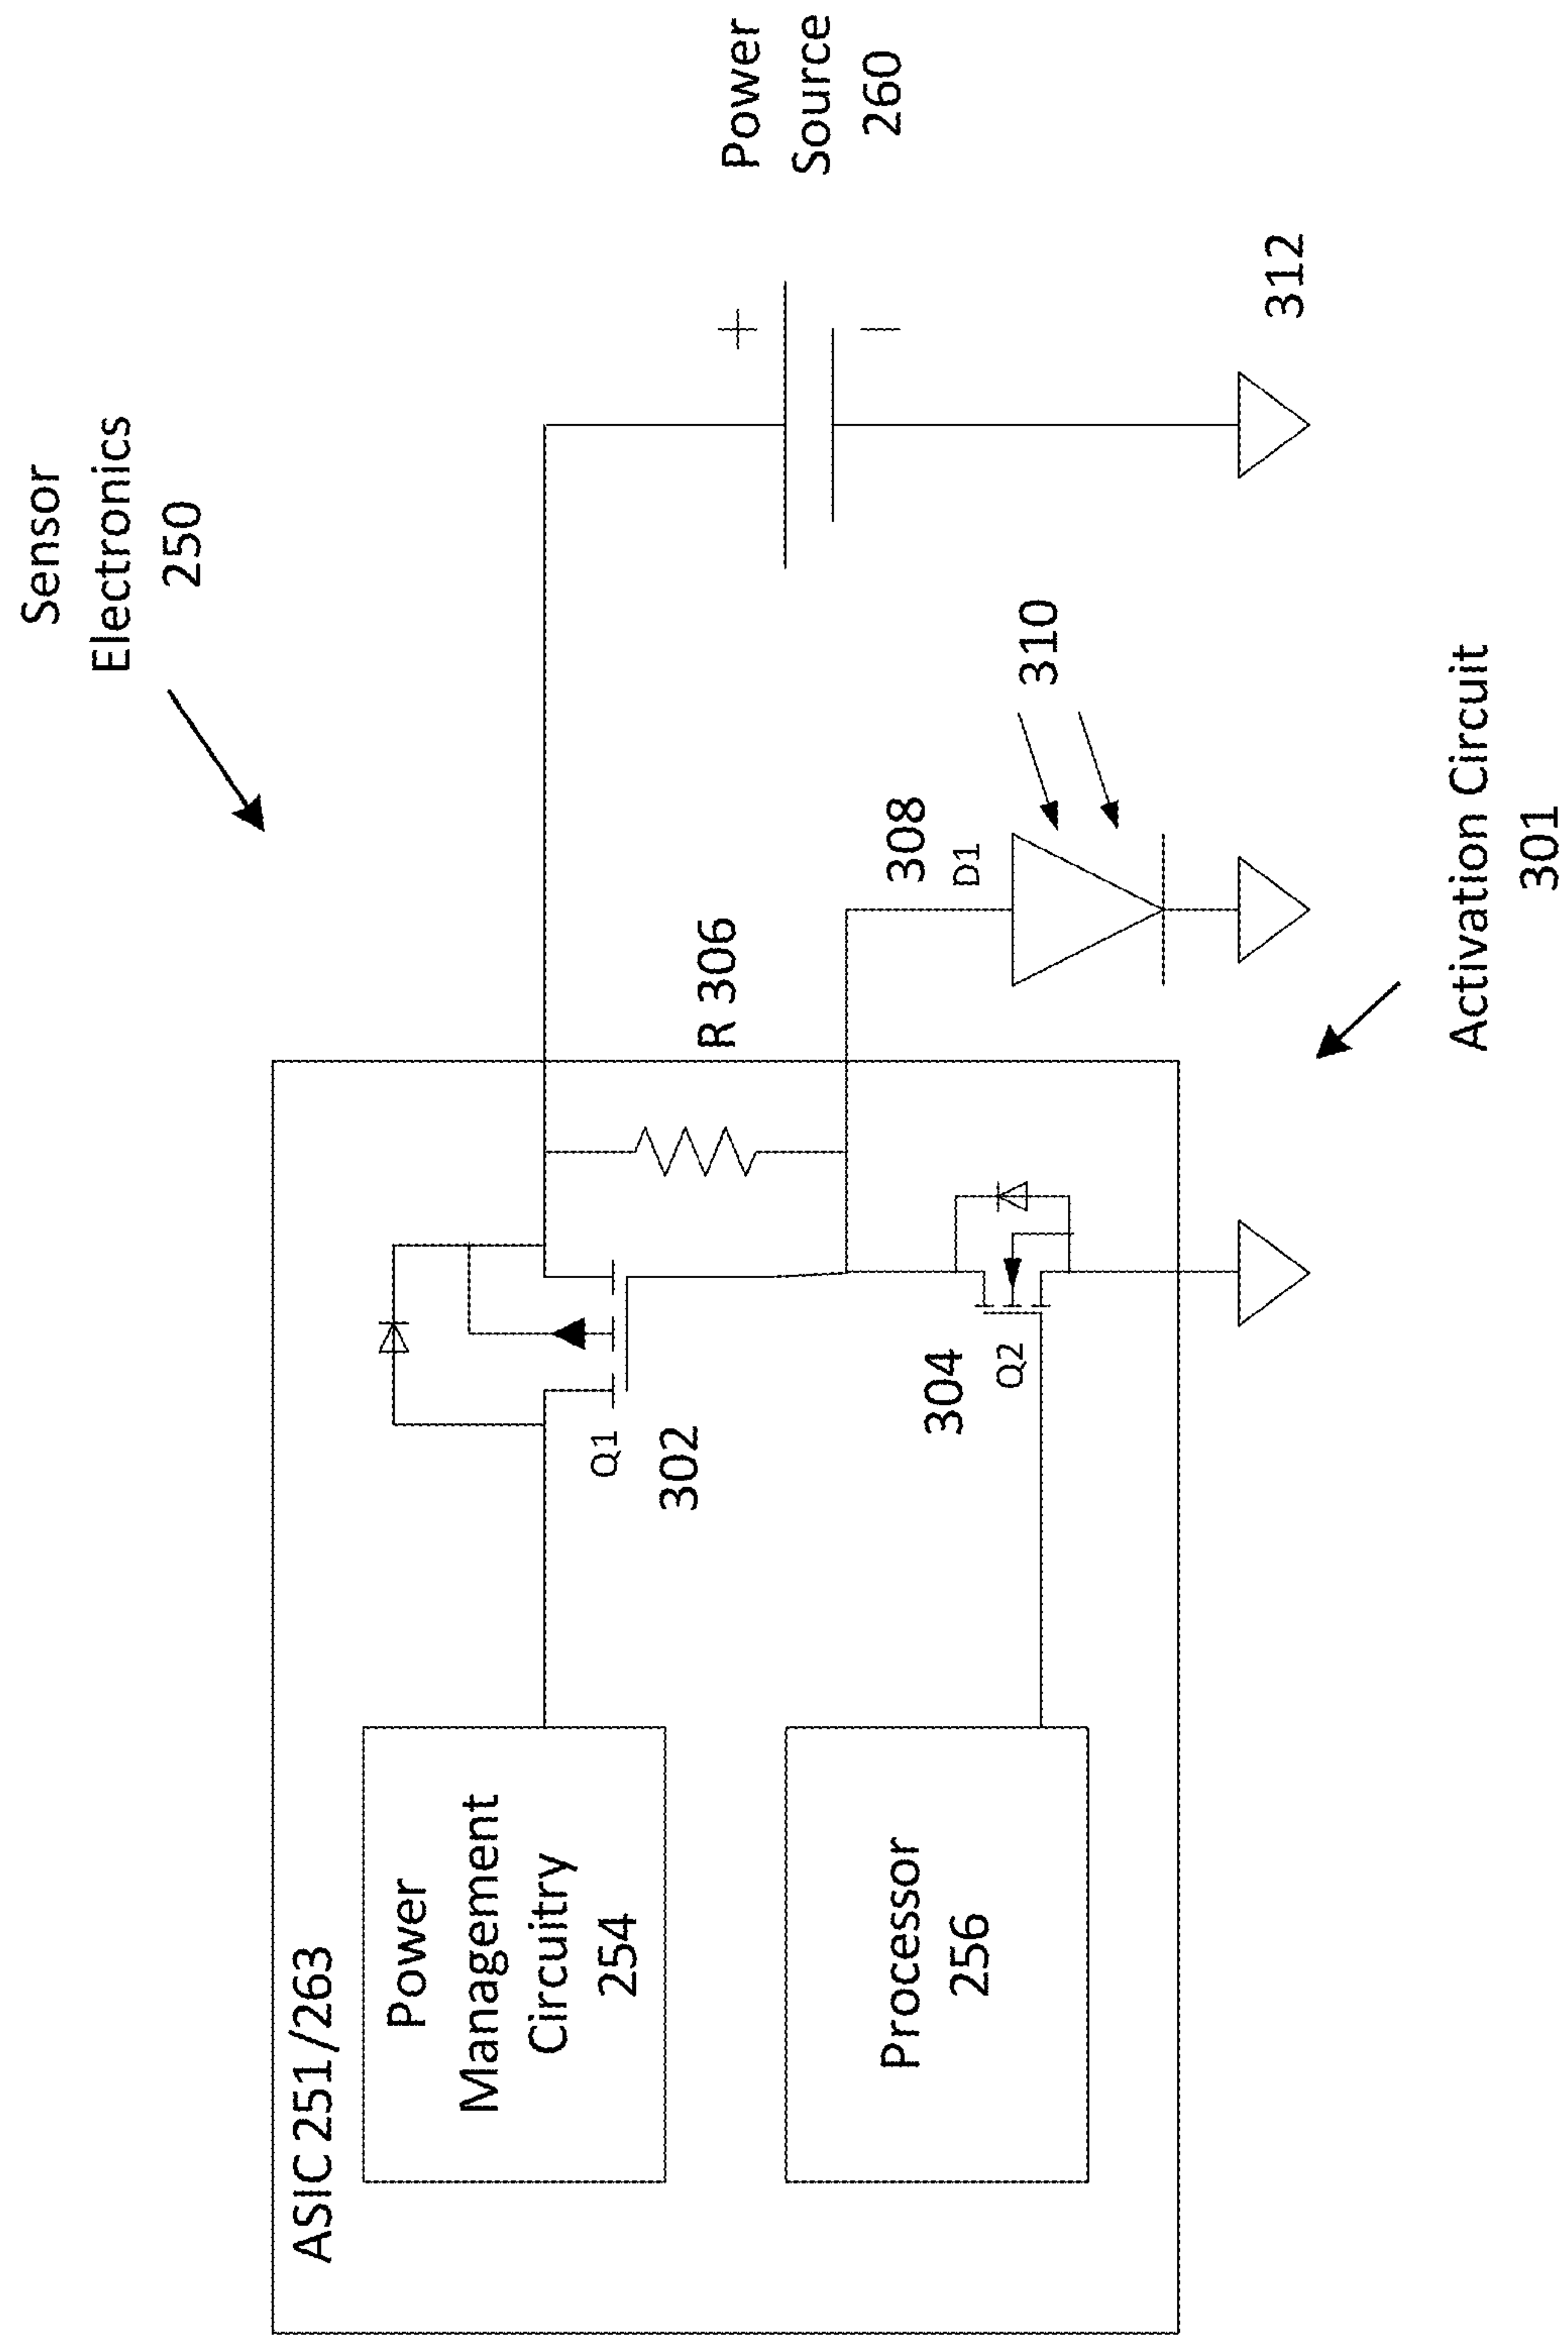 Sensor
Electronics
250
ASIC 251/263
Power
Management
Circuitry
254
Q1
302
R 306
+
−
Power
Source
260
Processor
256
304
Q2
308
D1
310
312
Activation Circuit
301